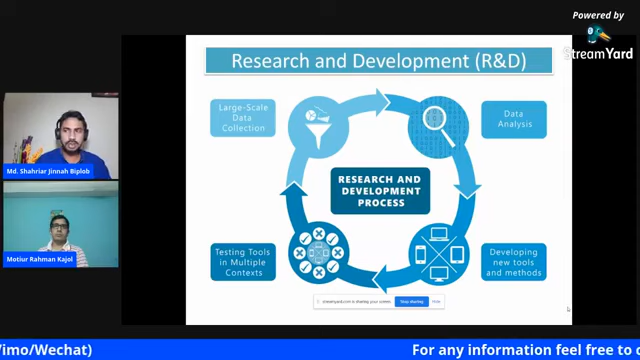 Powered by
StreamYard
Research and Development (R&D)
Large-Scale
Data
Collection
Data
Analysis
RESEARCH AND
DEVELOPMENT
PROCESS
Md. Shahriar Jinnah Biplob
Motiur Rahman Kajol
Testing Tools
in Multiple
Contexts
Developing
new tools
and methods
streamyard.com is sharing your screen.
Stop sharing
Hide
/imo/Wechat)
For any information feel free to c